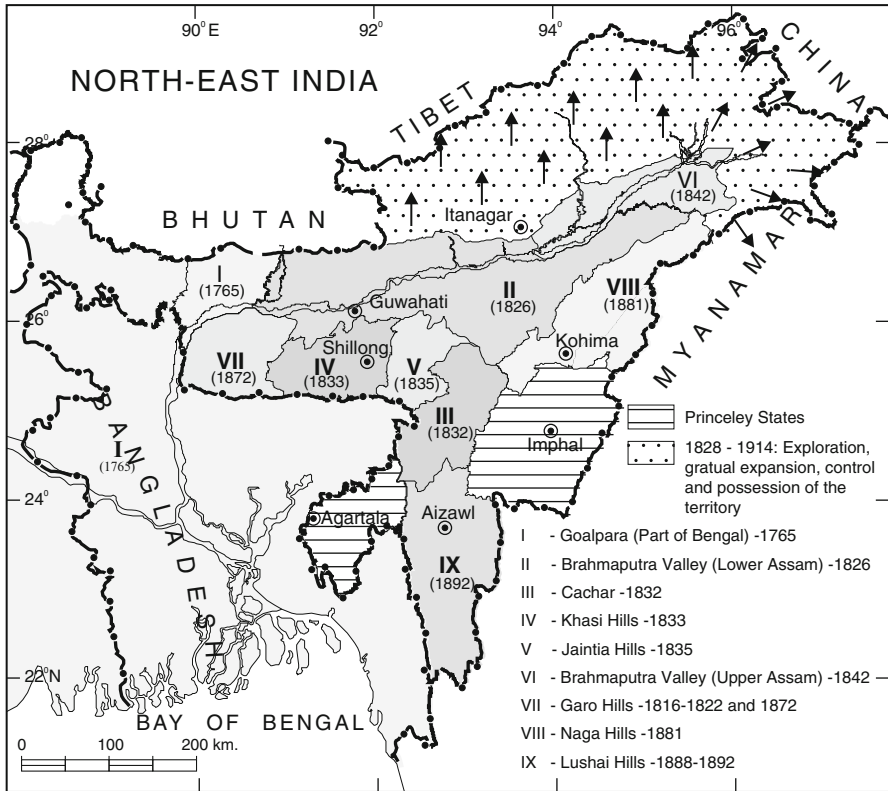 90°E
92°
94°
96°
NORTH-EAST INDIA
CHINA
TIBET
28°
VI
(1842)
Itanagar
BHUTAN
I
(1765)
II
(1826)
VIII
(1881)
Guwahati
26°
MYANAMAR
Shillong
Kohima
VII
(1872)
IV
(1833)
V
(1835)
BANGLADESH
III
(1832)
Princeley States
I
(1765)
Imphal
1828 - 1914: Exploration,
gratual expansion, control
and possession of the
territory
24°
Agartala
Aizawl
I - Goalpara (Part of Bengal) -1765
IX
(1892)
II - Brahmaputra Valley (Lower Assam) -1826
III - Cachar -1832
IV - Khasi Hills -1833
V - Jaintia Hills -1835
22°N
VI - Brahmaputra Valley (Upper Assam) -1842
VII - Garo Hills -1816-1822 and 1872
BAY OF BENGAL
VIII - Naga Hills -1881
0 100 200 km.
IX - Lushai Hills -1888-1892